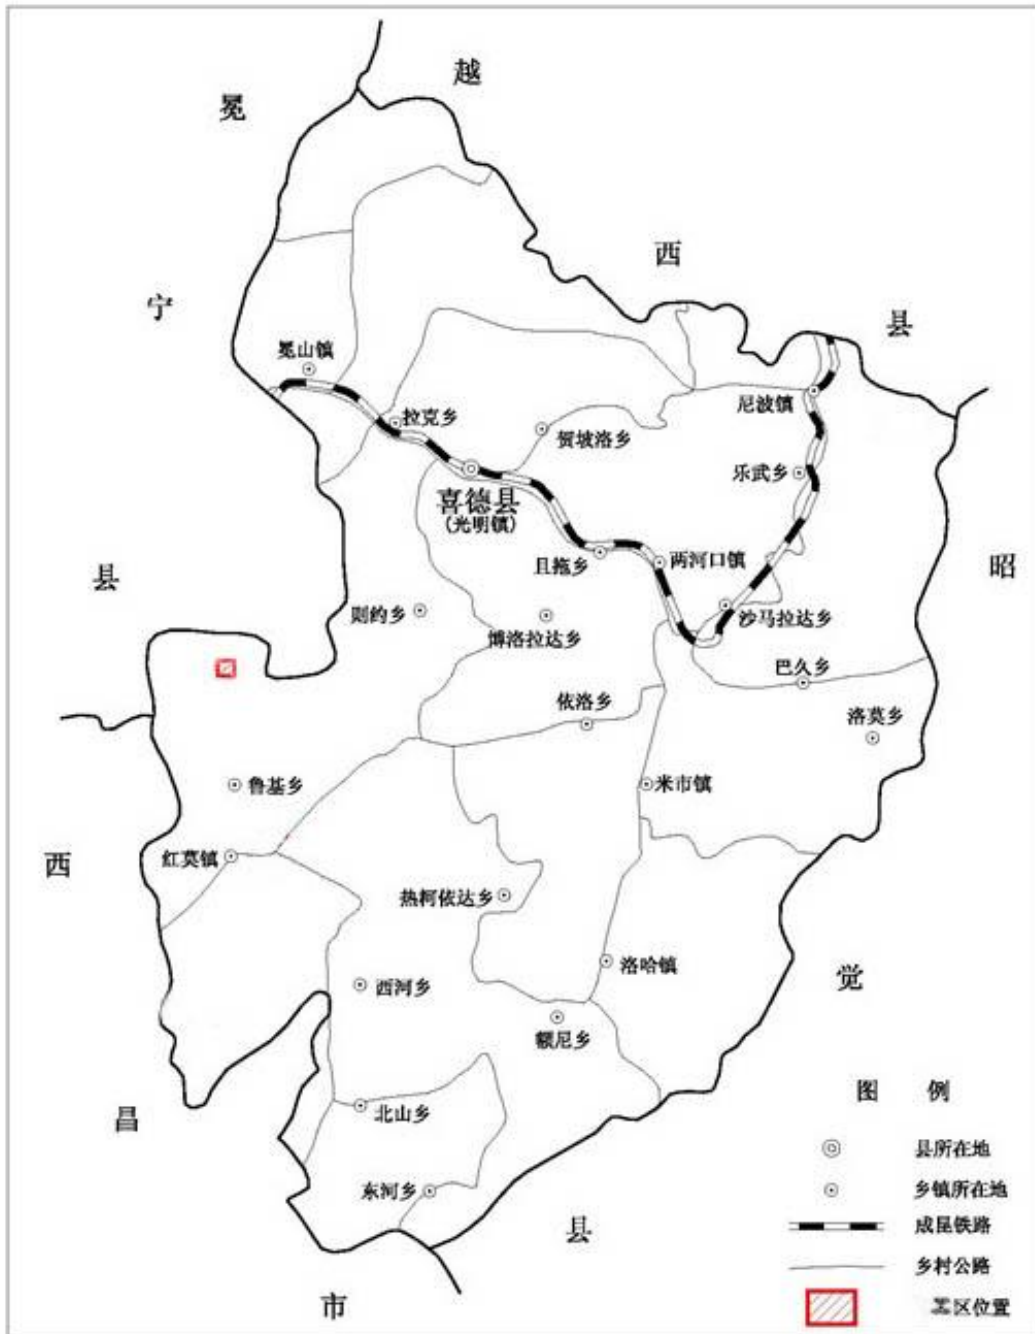 越
冕
西
宁
县
冕山镇
尼波镇
拉克乡
贺坡洛乡
乐武乡
喜德县
(光明镇)
昭
且拖乡
两河口镇
县
则约乡
博洛拉达乡
沙马拉达乡
巴久乡
依洛乡
洛莫乡
鲁基乡
米市镇
西
红莫镇
热柯依达乡
洛哈镇
觉
西河乡
额尼乡
图 例
昌
北山乡
县所在地
东河乡
乡镇所在地
县
成昆铁路
乡村公路
市
区位置